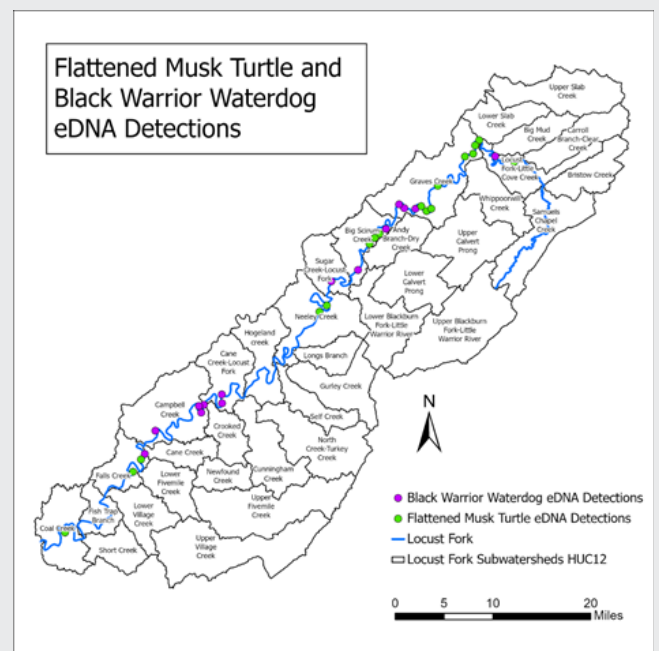 Flattened Musk Turtle and
Black Warrior Waterdog
eDNA Detections
Upper Slab
Creek
Lower Slab
Creek
Big Mud
Creek
Carroll
Branch-Clear
Creek
Locust
Fork-Little
Cove Creek
Bristow Creek
Graves Creek
Whippoorwill
Creek
Samuels
Chapel
Creek
Big Scirum
Creek
Andy
Branch-Dry
Creek
Upper
Calvert
Prong
Sugar
Creek-Locust
Fork
Lower
Calvert
Prong
Neeley Creek
Lower Blackburn
Fork-Little
Warrior River
Upper Blackburn
Fork-Little
Warrior River
Hogeland
creek
Cane
Creek-Locust
Fork
Longs Branch
Gurley Creek
Campbell
Creek
Self Creek
Crooked
Creek
North
Creek-Turkey
Creek
Cane Creek
Falls Creek
Lower
Fivemile
Creek
Newfound
Creek
Cunningham
Creek
Upper
Fivemile
Creek
Fish Trap
Branch
Lower
Village
Creek
Coal Creek
Short Creek
Upper
Village
Creek
N
Black Warrior Waterdog eDNA Detections
Flattened Musk Turtle eDNA Detections
Locust Fork
Locust Fork Subwatersheds HUC12
0 5 10 20
Miles